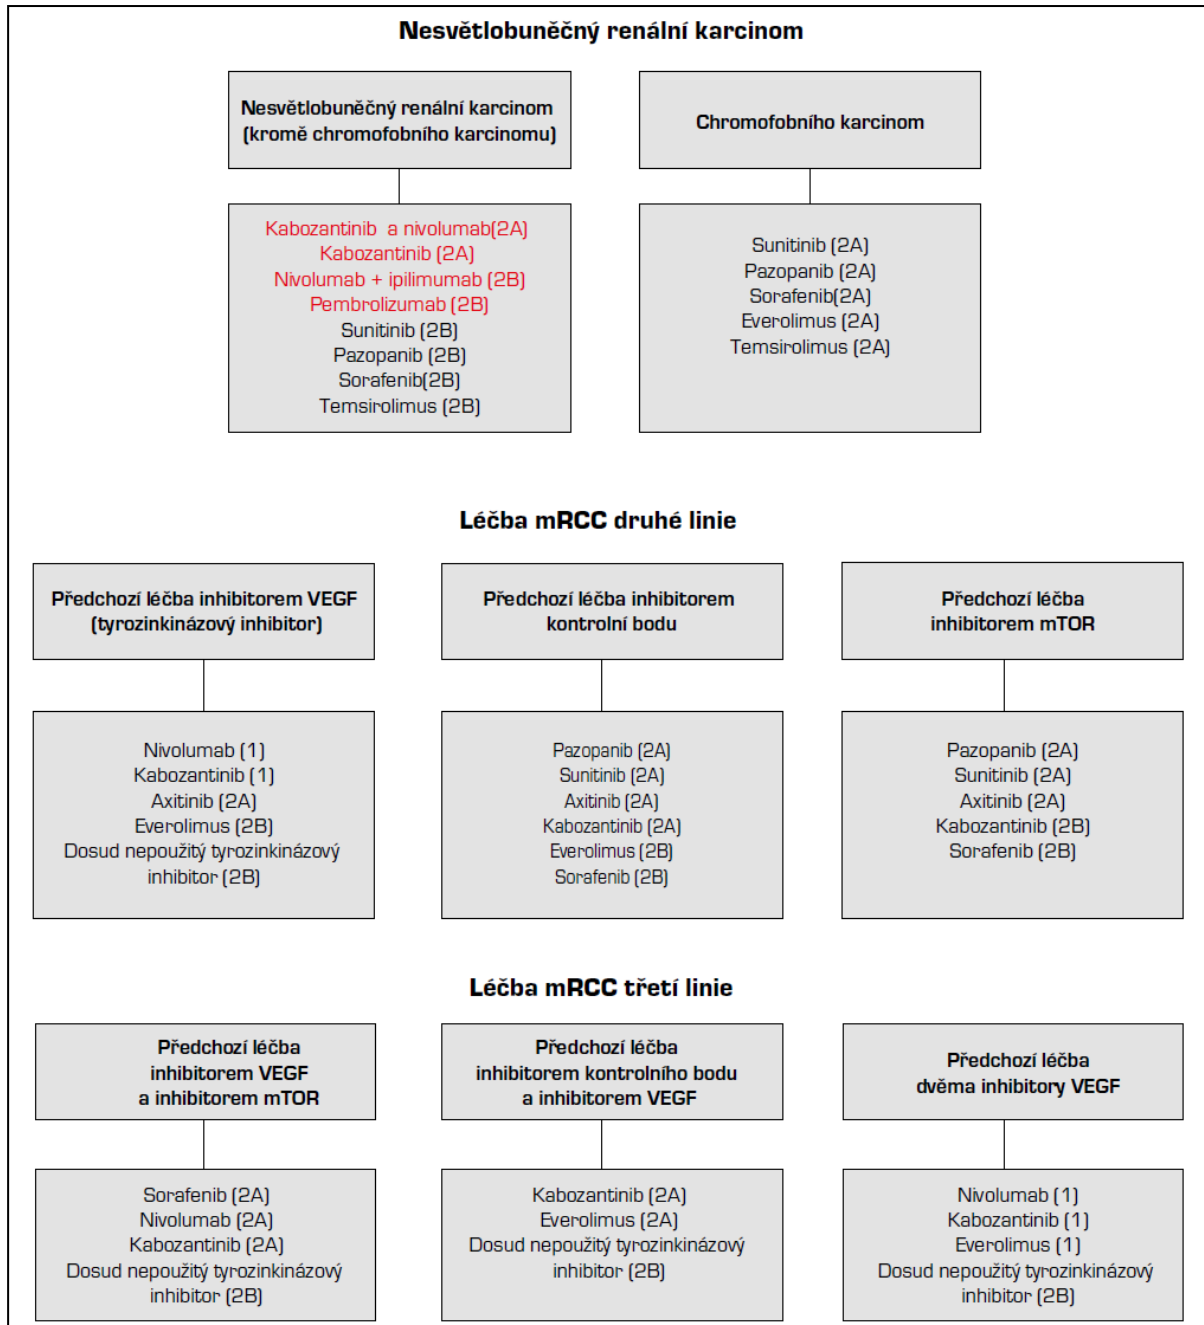 Nesvětlobuněčný renální karcinom
Nesvětlobuněčný renální karcinom
(kromě chromofobního karcinomu)
Chromofobního karcinom
Kabozantinib a nivolumab(2A)
Kabozantinib (2A)
Nivolumab + ipilimumab (2B)
Pembrolizumab (2B)
Sunitinib (2B)
Pazopanib (2B)
Sorafenib(2B)
Temsirolimus (2B)
Sunitinib (2A)
Pazopanib (2A)
Sorafenib(2A)
Everolimus (2A)
Temsirolimus (2A)
Léčba mRCC druhé linie
Předchozí léčba inhibitorem VEGF
(tyrozinkinázový inhibitor)
Předchozí léčba inhibitorem
kontrolní bodu
Předchozí léčba
inhibitorem mTOR
Nivolumab (1)
Kabozantinib (1)
Axitinib (2A)
Everolimus (2B)
Dosud nepoužitý tyrozinkinázový
inhibitor (2B)
Pazopanib (2A)
Sunitinib (2A)
Axitinib (2A)
Kabozantinib (2A)
Everolimus (2B)
Sorafenib (2B)
Pazopanib (2A)
Sunitinib (2A)
Axitinib (2A)
Kabozantinib (2B)
Sorafenib (2B)
Léčba mRCC třetí linie
Předchozí léčba
inhibitorem VEGF
a inhibitorem mTOR
Předchozí léčba
inhibitorem kontrolního bodu
a inhibitorem VEGF
Předchozí léčba
dvěma inhibitory VEGF
Sorafenib (2A)
Nivolumab (2A)
Kabozantinib (2A)
Dosud nepoužitý tyrozinkinázový
inhibitor (2B)
Kabozantinib (2A)
Everolimus (2A)
Dosud nepoužitý tyrozinkinázový
inhibitor (2B)
Nivolumab (1)
Kabozantinib (1)
Everolimus (1)
Dosud nepoužitý tyrozinkinázový
inhibitor (2B)